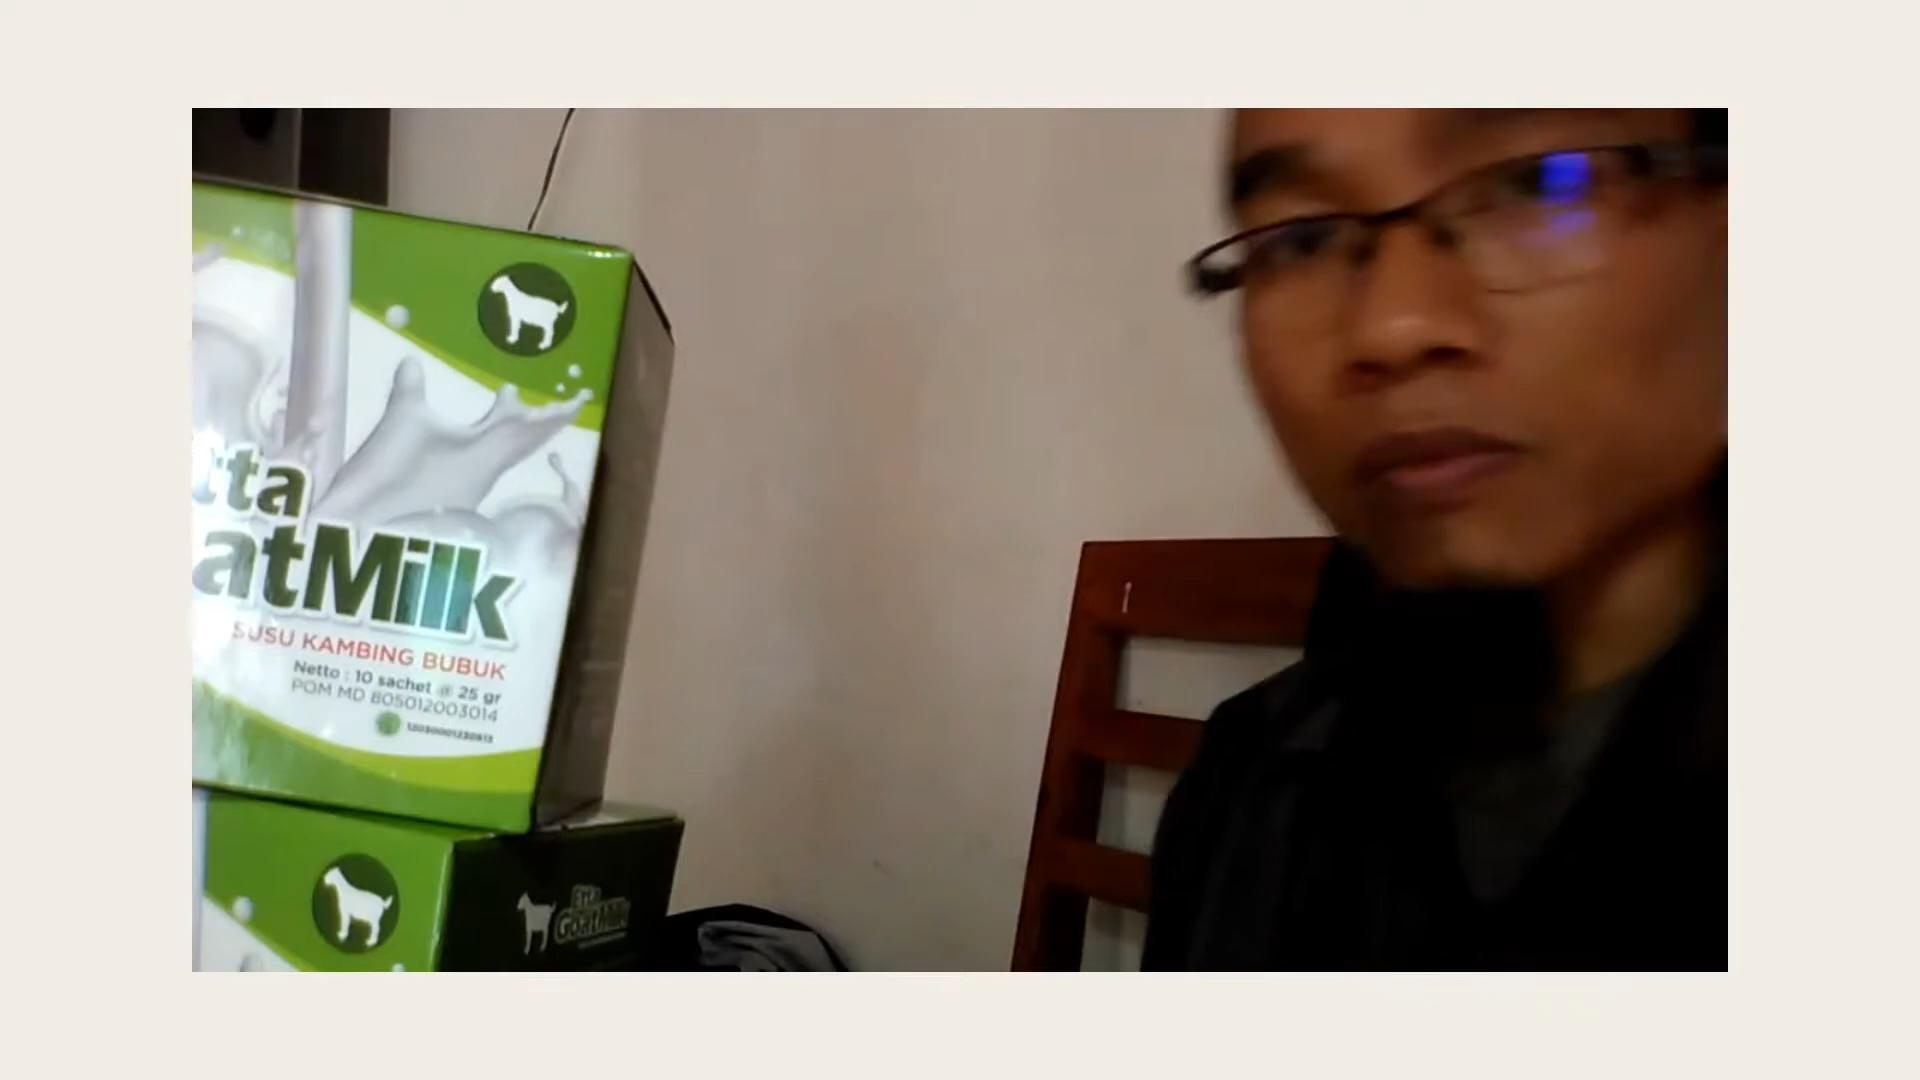 tta
atMilk
SUSU KAMBING BUBUK
Netto : 10 sachet @ 25 gr
POM MD 805012003014
Etta
GoatMilk